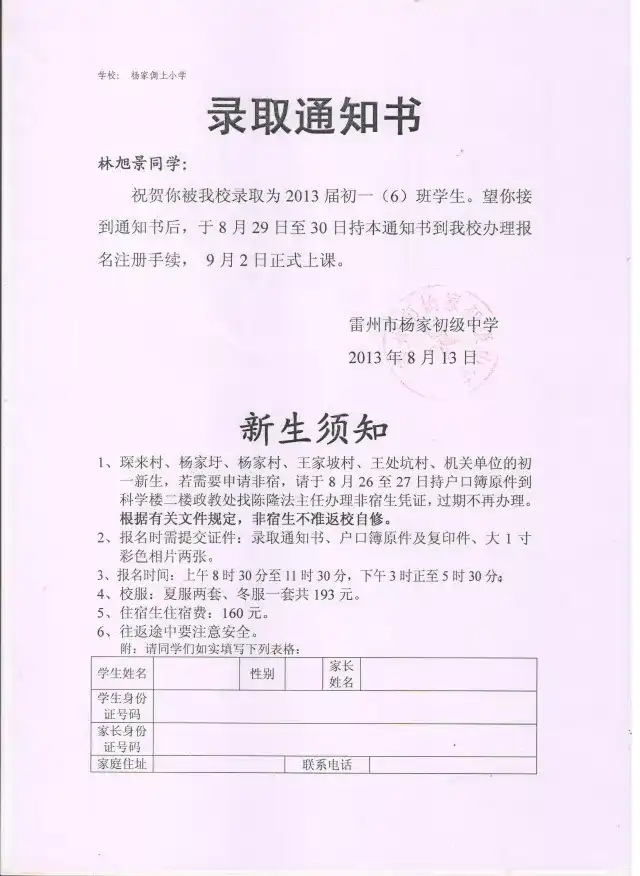 学校： 杨家侧上小学
录取通知书
林旭景同学：
祝贺你被我校录取为 2013 届初一（6）班学生。望你接
到通知书后，于 8 月 29 日至 30 日持本通知书到我校办理报
名注册手续， 9 月 2 日正式上课。
雷州市杨家初级中学
2013 年 8 月 13 日
新生须知
1、琛来村、杨家圩、杨家村、王家坡村、王处坑村、机关单位的初
一新生，若需要申请非宿，请于 8 月 26 至 27 日持户口簿原件到
科学楼二楼政教处找陈隆法主任办理非宿生凭证，过期不再办理。
根据有关文件规定，非宿生不准返校自修。
2、报名时需提交证件：录取通知书、户口簿原件及复印件、大 1 寸
彩色相片两张。
3、报名时间：上午 8 时 30 分至 11 时 30 分，下午 3 时正至 5 时 30 分；
4、校服：夏服两套、冬服一套共 193 元。
5、住宿生住宿费：160 元。
6、往返途中要注意安全。
附：请同学们如实填写下列表格：
学生姓名 性别 家长
姓名
学生身份
证号码
家长身份
证号码
家庭住址 联系电话